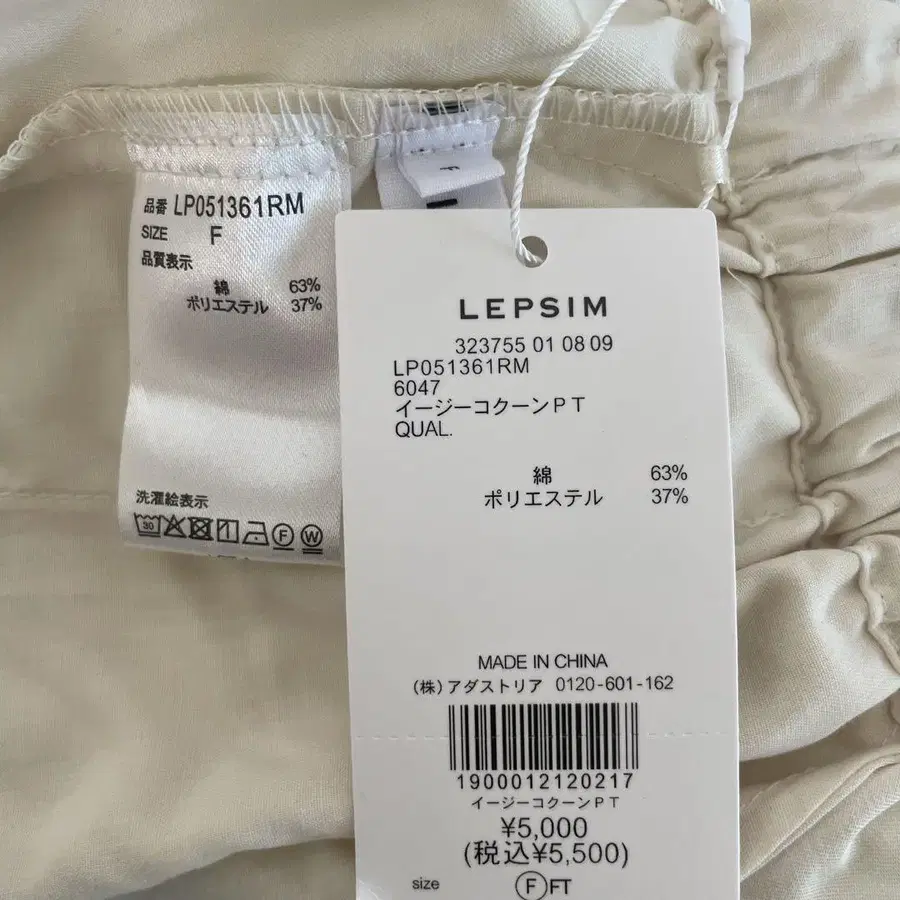 品番 LP051361RM
SIZE F
品質表示
綿 63%
ポリエステル 37%
洗濯絵表示
30
F W
F
LEPSIM
323755 01 08 09
LP051361RM
6047
イージーコクーンPT
QUAL.
綿 63%
ポリエステル 37%
MADE IN CHINA
(株)アダストリア 0120-601-162
1900012120217
イージーコクーンPT
¥5,000
(税込¥5,500)
size F FT